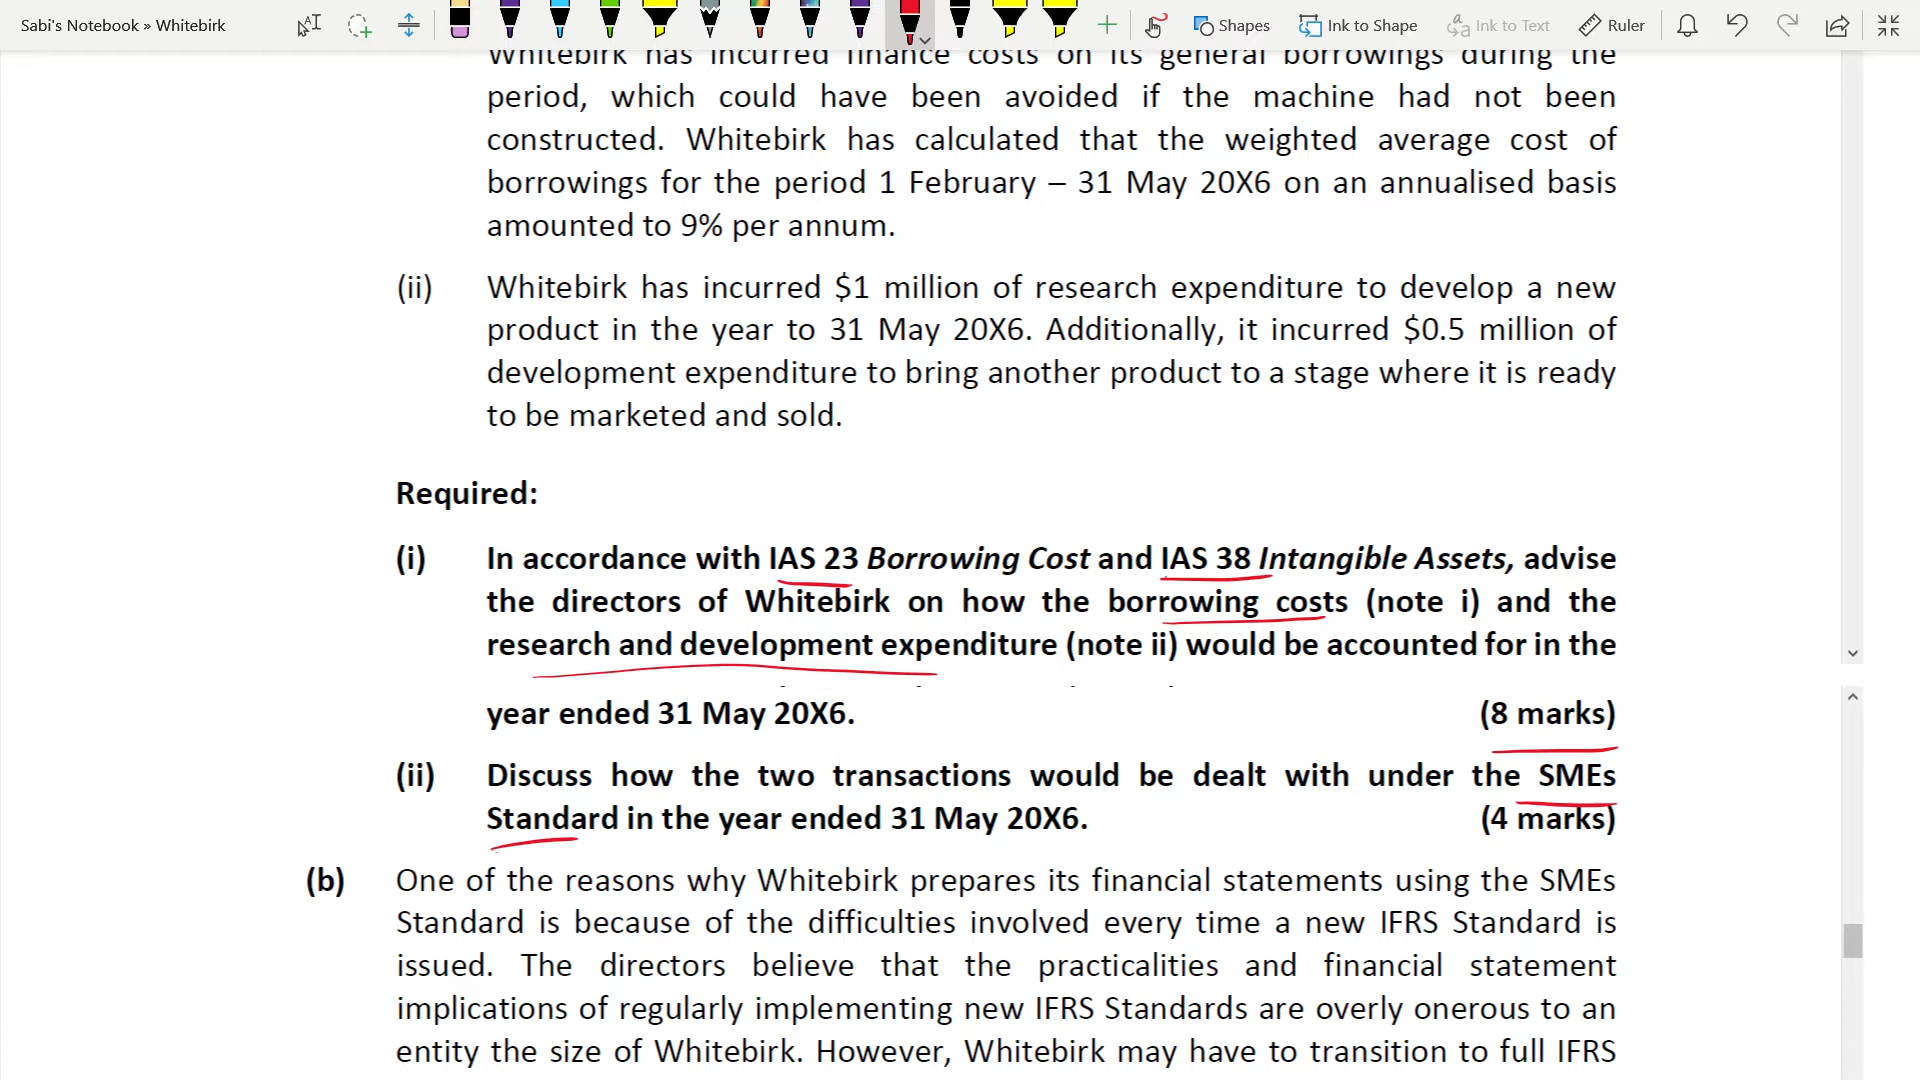 Sabi's Notebook » Whitebirk
Shapes
Ink to Shape
Ink to Text
Ruler
Whitebirk has incurred finance costs on its general borrowings during the
period, which could have been avoided if the machine had not been
constructed. Whitebirk has calculated that the weighted average cost of
borrowings for the period 1 February – 31 May 20X6 on an annualised basis
amounted to 9% per annum.
(ii) Whitebirk has incurred $1 million of research expenditure to develop a new
product in the year to 31 May 20X6. Additionally, it incurred $0.5 million of
development expenditure to bring another product to a stage where it is ready
to be marketed and sold.
Required:
(i) In accordance with IAS 23 Borrowing Cost and IAS 38 Intangible Assets, advise
the directors of Whitebirk on how the borrowing costs (note i) and the
research and development expenditure (note ii) would be accounted for in the
year ended 31 May 20X6. (8 marks)
(ii) Discuss how the two transactions would be dealt with under the SMEs
Standard in the year ended 31 May 20X6. (4 marks)
(b) One of the reasons why Whitebirk prepares its financial statements using the SMEs
Standard is because of the difficulties involved every time a new IFRS Standard is
issued. The directors believe that the practicalities and financial statement
implications of regularly implementing new IFRS Standards are overly onerous to an
entity the size of Whitebirk. However, Whitebirk may have to transition to full IFRS